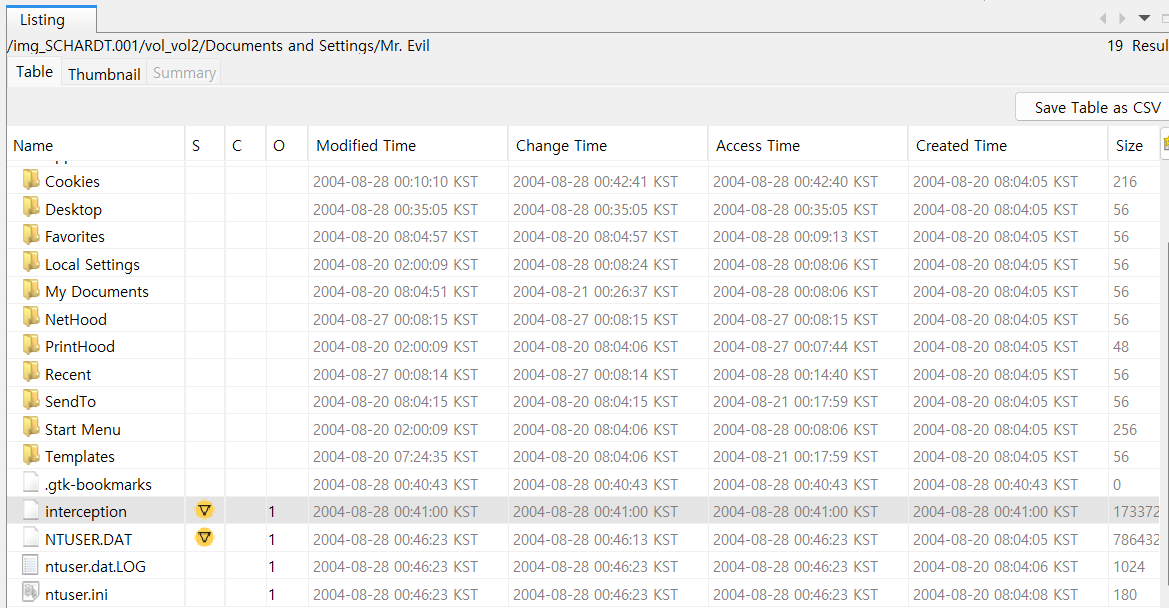 Listing
/img_SCHARDT.001/vol_vol2/Documents and Settings/Mr. Evil 19 Resul
Table Thumbnail Summary
Save Table as CSV
Name S C O Modified Time Change Time Access Time Created Time Size
Cookies 2004-08-28 00:10:10 KST 2004-08-28 00:42:41 KST 2004-08-28 00:42:40 KST 2004-08-20 08:04:05 KST 216
Desktop 2004-08-28 00:35:05 KST 2004-08-28 00:35:05 KST 2004-08-28 00:35:05 KST 2004-08-20 08:04:05 KST 56
Favorites 2004-08-20 08:04:57 KST 2004-08-20 08:04:57 KST 2004-08-28 00:09:13 KST 2004-08-20 08:04:05 KST 56
Local Settings 2004-08-20 02:00:09 KST 2004-08-28 00:08:24 KST 2004-08-28 00:08:06 KST 2004-08-20 08:04:05 KST 56
My Documents 2004-08-20 08:04:51 KST 2004-08-21 00:26:37 KST 2004-08-28 00:08:06 KST 2004-08-20 08:04:05 KST 56
NetHood 2004-08-27 00:08:15 KST 2004-08-27 00:08:15 KST 2004-08-27 00:08:15 KST 2004-08-20 08:04:05 KST 56
PrintHood 2004-08-20 02:00:09 KST 2004-08-20 08:04:06 KST 2004-08-27 00:07:44 KST 2004-08-20 08:04:05 KST 48
Recent 2004-08-27 00:08:14 KST 2004-08-27 00:08:14 KST 2004-08-28 00:14:40 KST 2004-08-20 08:04:05 KST 56
SendTo 2004-08-20 08:04:15 KST 2004-08-20 08:04:15 KST 2004-08-21 00:17:59 KST 2004-08-20 08:04:05 KST 56
Start Menu 2004-08-20 02:00:09 KST 2004-08-20 08:04:06 KST 2004-08-28 00:08:06 KST 2004-08-20 08:04:05 KST 256
Templates 2004-08-20 07:24:35 KST 2004-08-20 08:04:06 KST 2004-08-21 00:17:59 KST 2004-08-20 08:04:05 KST 56
.gtk-bookmarks 2004-08-28 00:40:43 KST 2004-08-28 00:40:43 KST 2004-08-28 00:40:43 KST 2004-08-28 00:40:43 KST 0
interception 1 2004-08-28 00:41:00 KST 2004-08-28 00:41:00 KST 2004-08-28 00:41:00 KST 2004-08-28 00:41:00 KST 173372
NTUSER.DAT 1 2004-08-28 00:46:23 KST 2004-08-28 00:46:13 KST 2004-08-28 00:46:23 KST 2004-08-20 08:04:05 KST 786432
ntuser.dat.LOG 1 2004-08-28 00:46:23 KST 2004-08-28 00:46:23 KST 2004-08-28 00:46:23 KST 2004-08-20 08:04:06 KST 1024
ntuser.ini 1 2004-08-28 00:46:23 KST 2004-08-28 00:46:23 KST 2004-08-28 00:46:23 KST 2004-08-20 08:04:08 KST 180